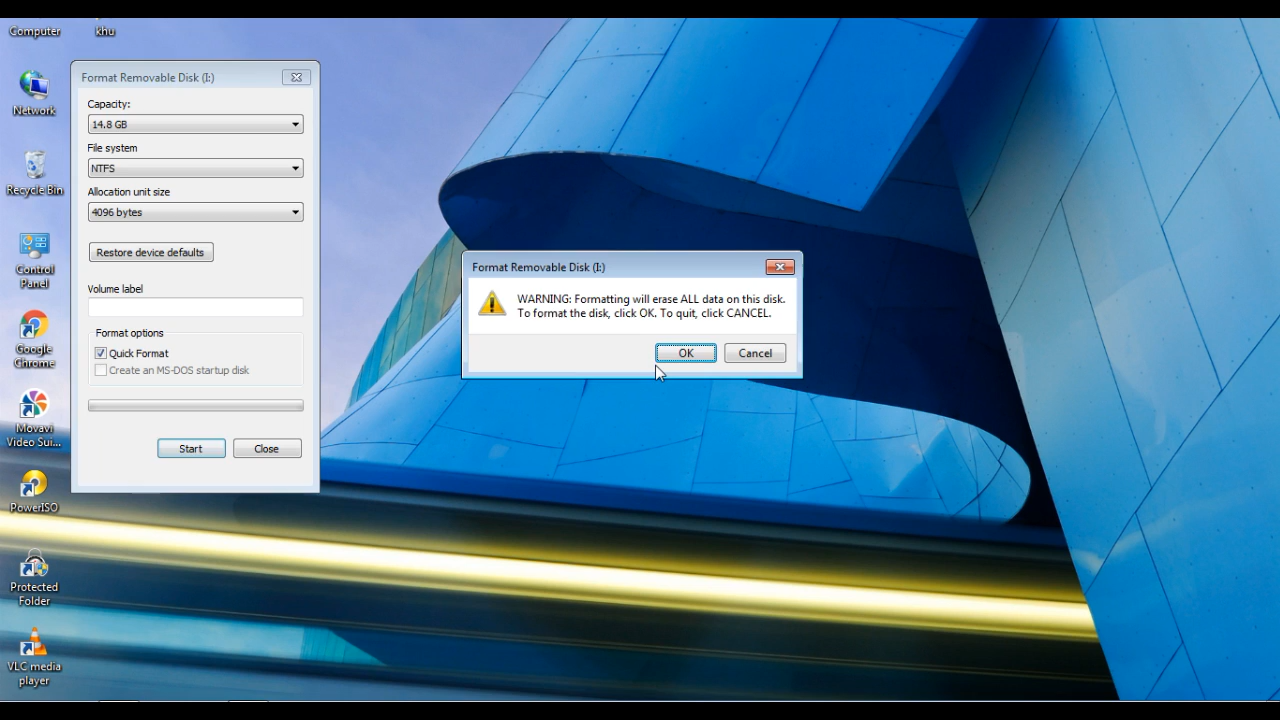 Computer
khu
Network
Recycle Bin
Control
Panel
Google
Chrome
Movavi
Video Sui...
PowerISO
Protected
Folder
VLC media
player
Format Removable Disk (I:)
Capacity:
14.8 GB
File system
NTFS
Allocation unit size
4096 bytes
Restore device defaults
Volume label
Format options
Quick Format
Create an MS-DOS startup disk
Start
Close
Format Removable Disk (I:)
WARNING: Formatting will erase ALL data on this disk.
To format the disk, click OK. To quit, click CANCEL.
OK
Cancel